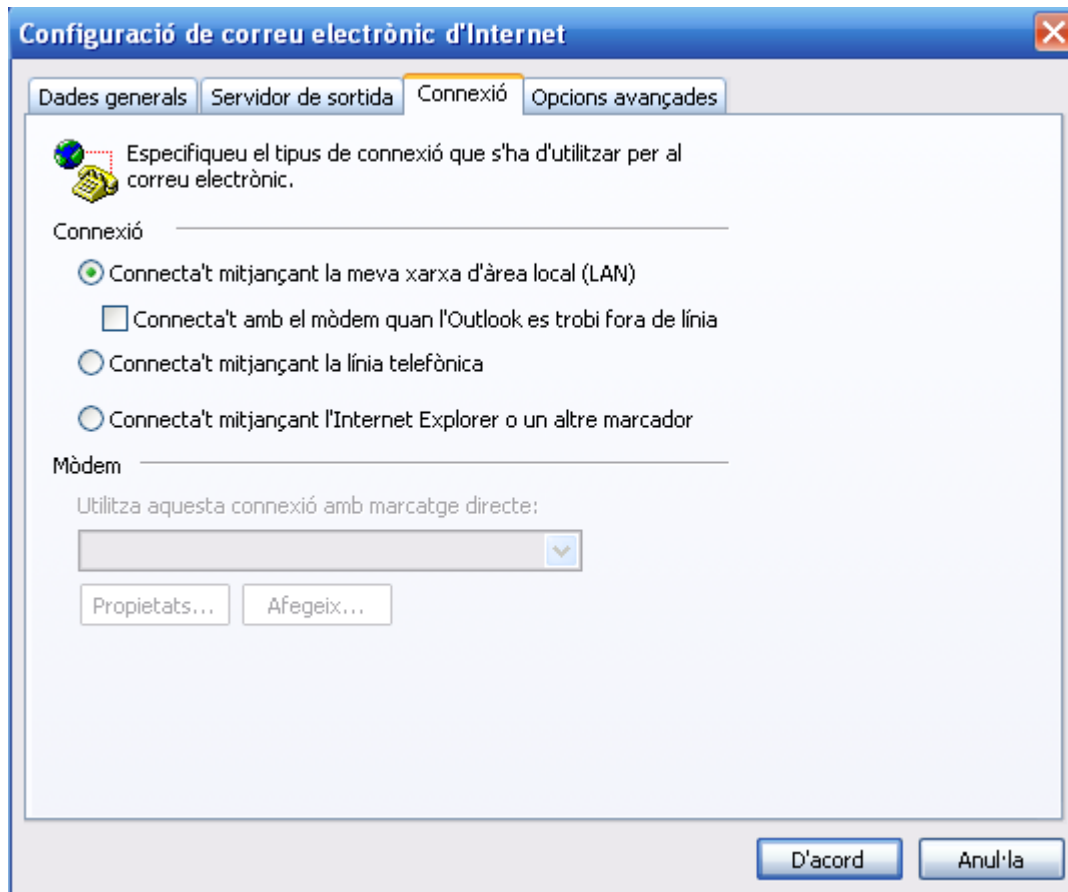 Configuració de correu electrònic d'Internet
Dades generals
Servidor de sortida
Connexió
Opcions avançades
Especifiqueu el tipus de connexió que s'ha d'utilitzar per al
correu electrònic.
Connexió
Connecta't mitjançant la meva xarxa d'àrea local (LAN)
Connecta't amb el mòdem quan l'Outlook es trobi fora de línia
Connecta't mitjançant la línia telefònica
Connecta't mitjançant l'Internet Explorer o un altre marcador
Mòdem
Utilitza aquesta connexió amb marcatge directe:
Propietats...
Afegeix...
D'acord
Anul·la